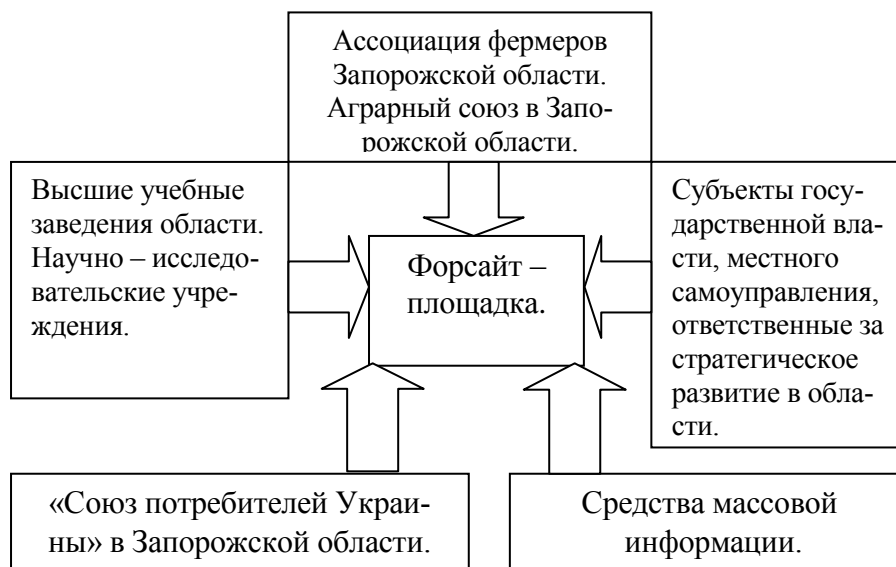 Ассоциация фермеров
Запорожской области.
Аграрный союз в Запо-
рожской области.
Высшие учебные
заведения области.
Научно – исследо-
вательские учре-
ждения.
Форсайт –
площадка.
Субъекты госу-
дарственной вла-
сти, местного
самоуправления,
ответственные за
стратегическое
развитие в обла-
сти.
«Союз потребителей Украи-
ны» в Запорожской области.
Средства массовой
информации.